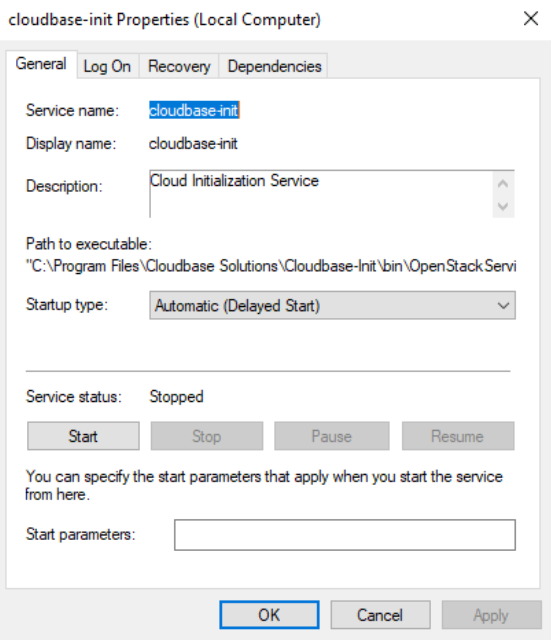 cloudbase-init Properties (Local Computer)
General Log On Recovery Dependencies
Service name: cloudbase-init
Display name: cloudbase-init
Description: Cloud Initialization Service
Path to executable:
"C:\Program Files\Cloudbase Solutions\Cloudbase-Init\bin\OpenStackServi
Startup type: Automatic (Delayed Start)
Service status: Stopped
Start Stop Pause Resume
You can specify the start parameters that apply when you start the service
from here.
Start parameters:
OK Cancel Apply